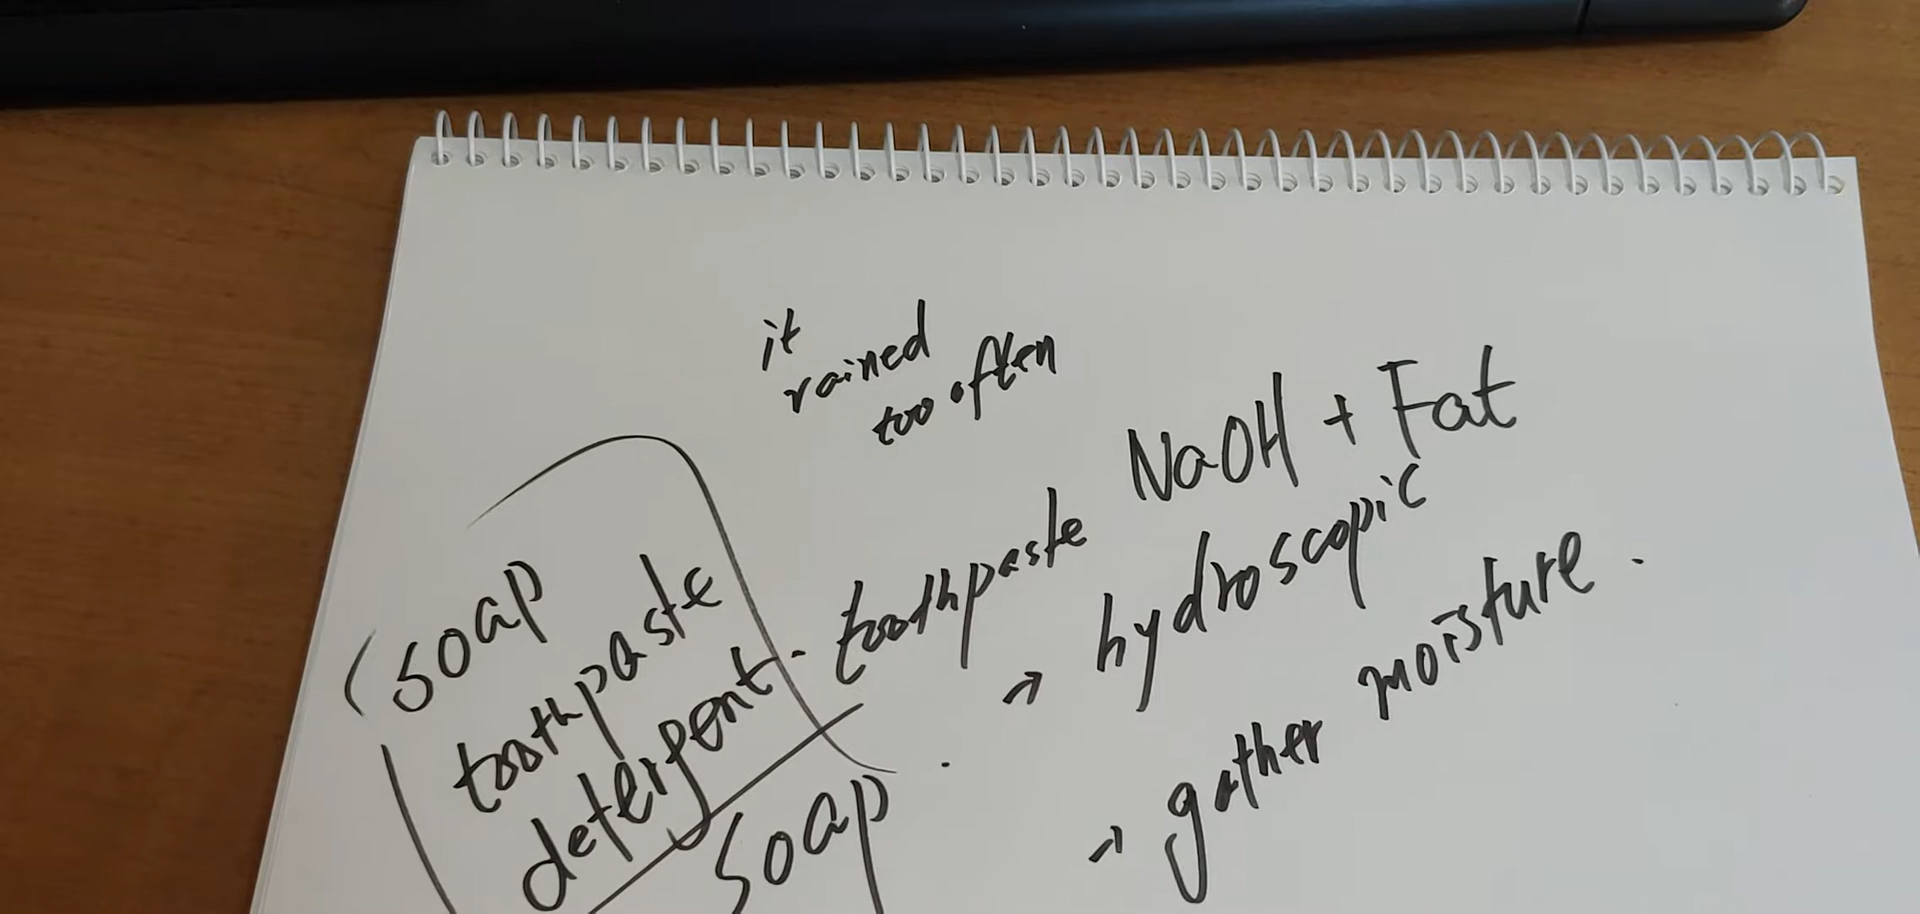 it
rained
too often
NaOH + Fat
→ hydroscopic
→ gather moisture.
(soap
toothpaste
detergent. - toothpaste
soap.